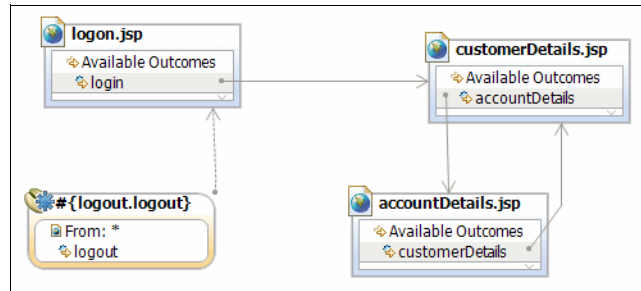 logon.jsp
Available Outcomes
login
customerDetails.jsp
Available Outcomes
accountDetails
#{logout.logout}
From: *
logout
accountDetails.jsp
Available Outcomes
customerDetails